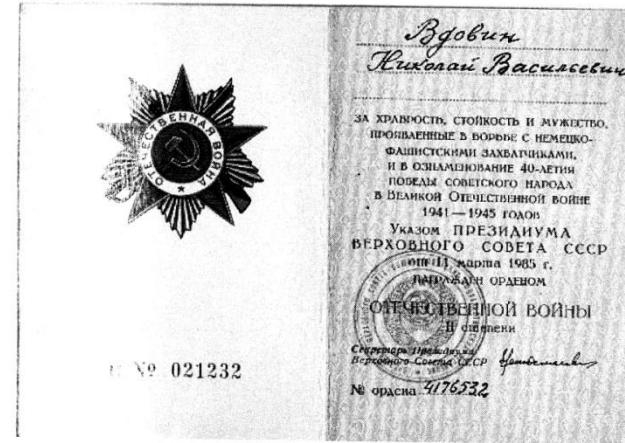 ОТЕЧЕСТВЕННАЯ ВОЙНА
№ 021232
Вдовин
Николай Васильевич
ЗА ХРАБРОСТЬ, СТОЙКОСТЬ И МУЖЕСТВО,
ПРОЯВЛЕННЫЕ В БОРЬБЕ С НЕМЕЦКО-
ФАШИСТСКИМИ ЗАХВАТЧИКАМИ,
И В ОЗНАМЕНОВАНИЕ 40-ЛЕТИЯ
ПОБЕДЫ СОВЕТСКОГО НАРОДА
В ВЕЛИКОЙ ОТЕЧЕСТВЕННОЙ ВОЙНЕ
1941—1945 ГОДОВ
УКАЗОМ ПРЕЗИДИУМА
ВЕРХОВНОГО СОВЕТА СССР
от 11 марта 1985 г.
НАГРАЖДЕН ОРДЕНОМ
ОТЕЧЕСТВЕННОЙ ВОЙНЫ
II степени
Секретарь Президиума
Верховного Совета СССР
№ ордена 4176532